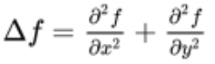 Δf = ∂²f/∂x² + ∂²f/∂y²